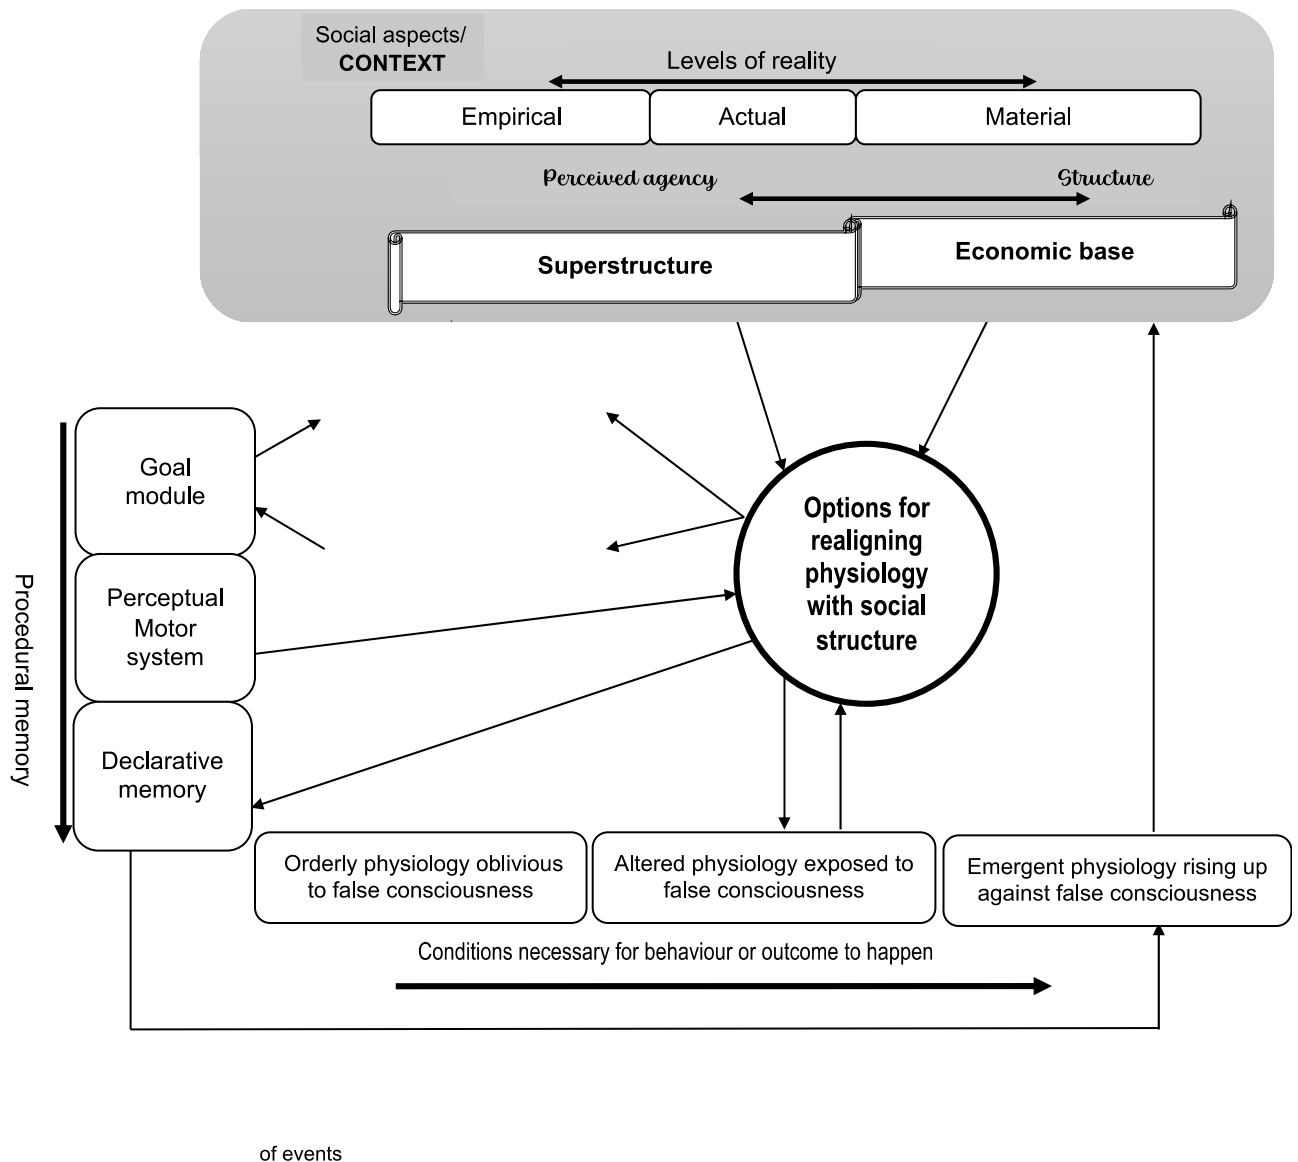 Social aspects/
CONTEXT
Levels of reality
Empirical
Actual
Material
Perceived agency
Structure
Superstructure
Economic base
Goal
module
Perceptual
Motor
system
Declarative
memory
Procedural memory
Options for
realigning
physiology
with social
structure
Orderly physiology oblivious
to false consciousness
Altered physiology exposed to
false consciousness
Emergent physiology rising up
against false consciousness
Conditions necessary for behaviour or outcome to happen
of events